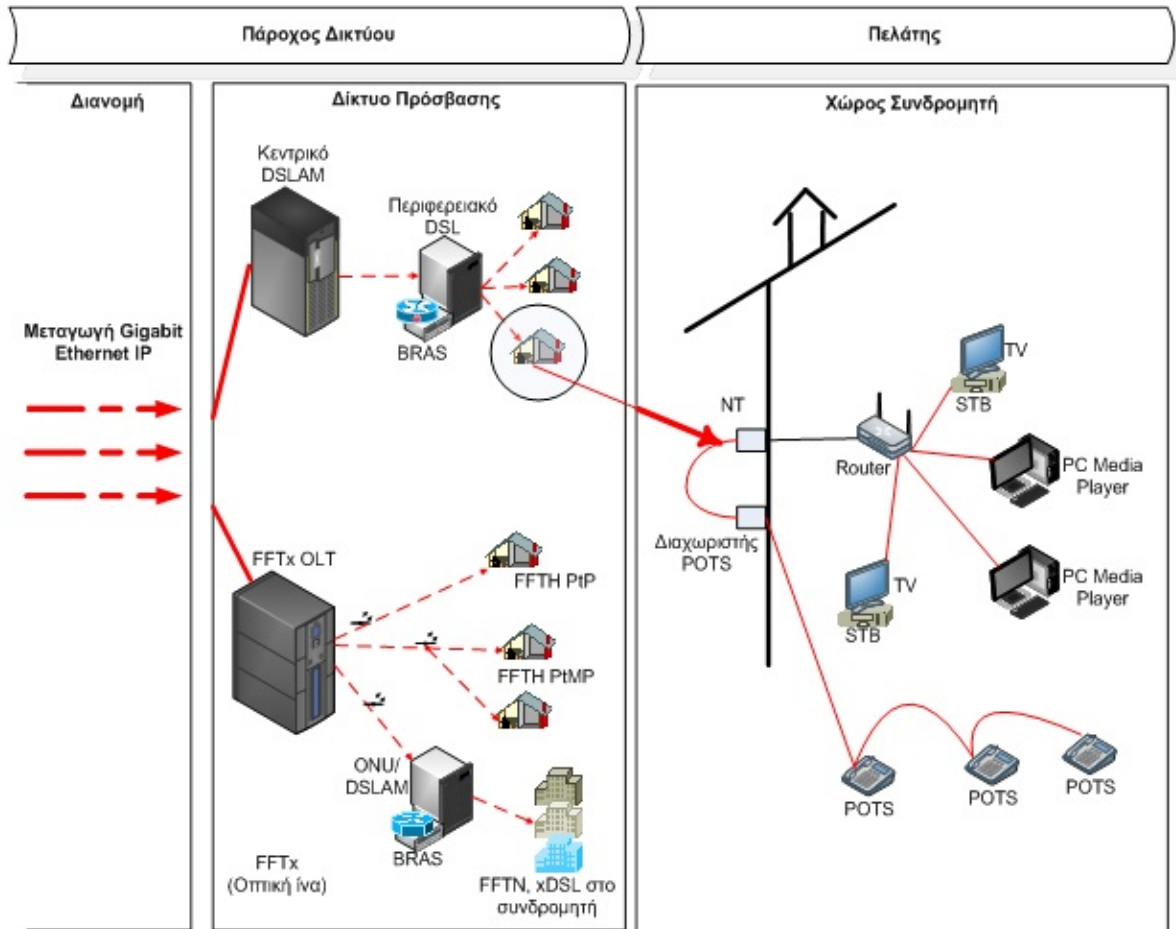 Πάροχος Δικτύου
Πελάτης
Διανομή
Δίκτυο Πρόσβασης
Χώρος Συνδρομητή
Κεντρικό
DSLAM
Περιφερειακό
DSL
BRAS
Μεταγωγή Gigabit
Ethernet IP
NT
Router
TV
STB
PC Media
Player
Διαχωριστής
POTS
TV
STB
PC Media
Player
FFTx OLT
FFTH PtP
FFTH PtMP
ONU/
DSLAM
BRAS
FFTx
(Οπτική ίνα)
FFTN, xDSL στο
συνδρομητή
POTS
POTS
POTS